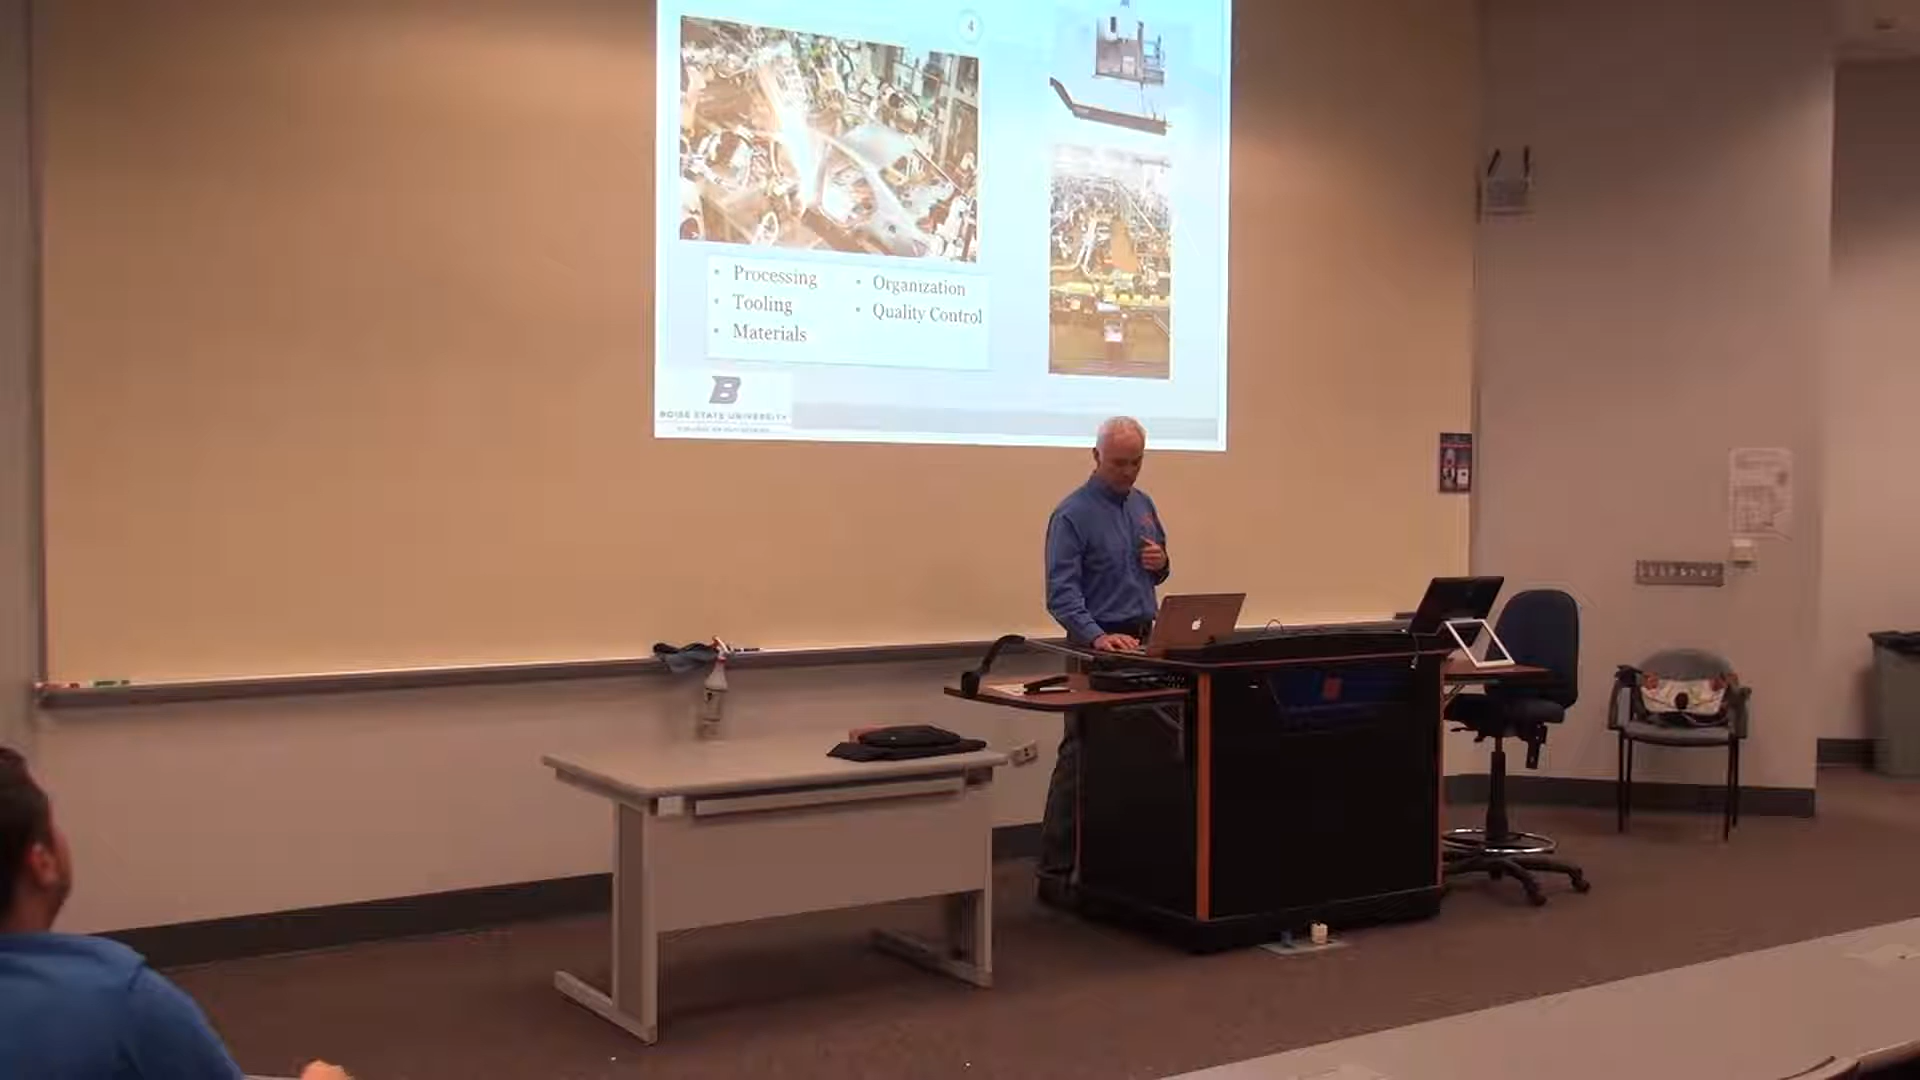 4
Processing
Tooling
Materials
Organization
Quality Control
B
BOISE STATE UNIVERSITY